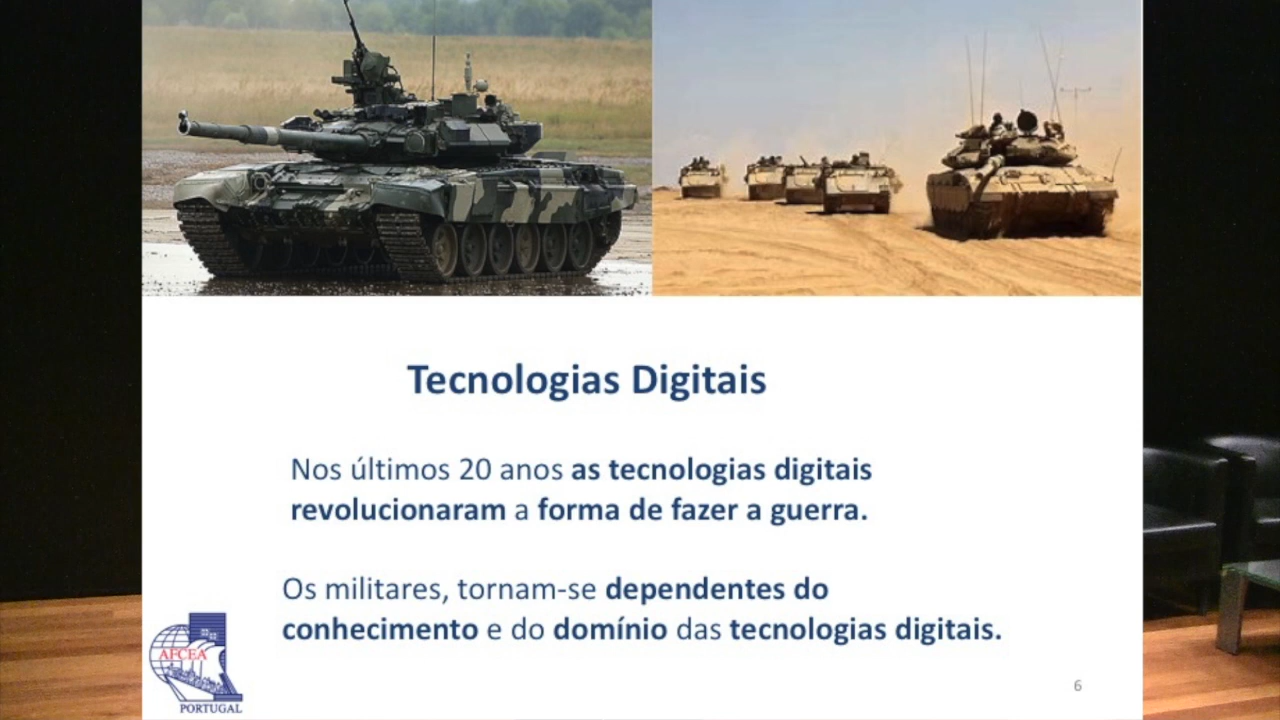 Tecnologias Digitais
Nos últimos 20 anos as tecnologias digitais
revolucionaram a forma de fazer a guerra.
Os militares, tornam-se dependentes do
conhecimento e do domínio das tecnologias digitais.
AFCEA
PORTUGAL
6